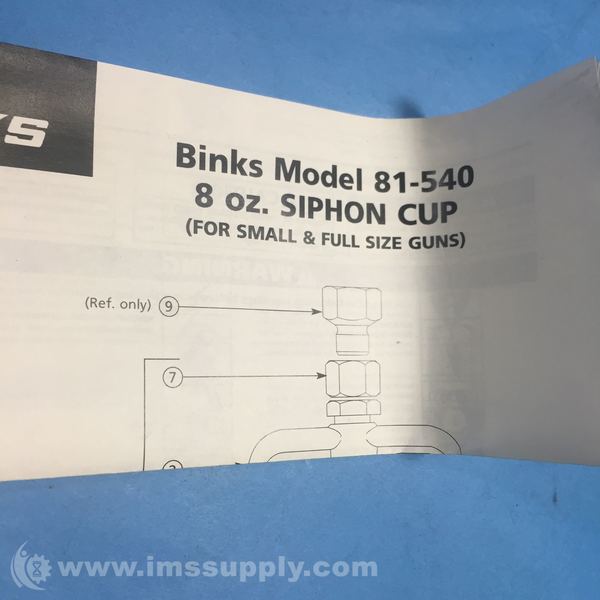 Binks Model 81-540
8 oz. SIPHON CUP
(FOR SMALL & FULL SIZE GUNS)
(Ref. only) 9
7
WARNING
www.imssupply.com